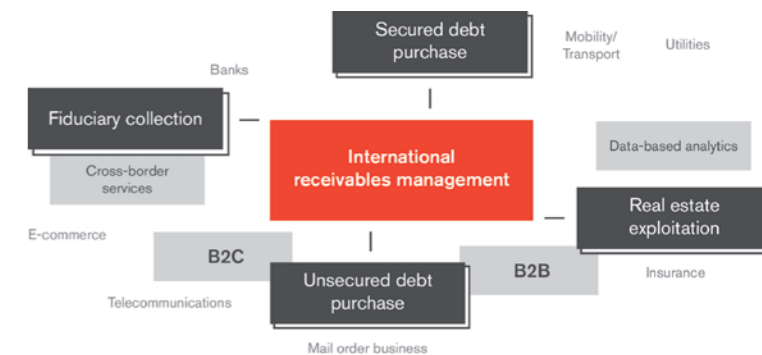 Secured debt
purchase
Mobility/
Transport
Utilities
Banks
Fiduciary collection
International
receivables management
Data-based analytics
Cross-border
services
Real estate
exploitation
E-commerce
B2C
B2B
Unsecured debt
purchase
Insurance
Telecommunications
Mail order business